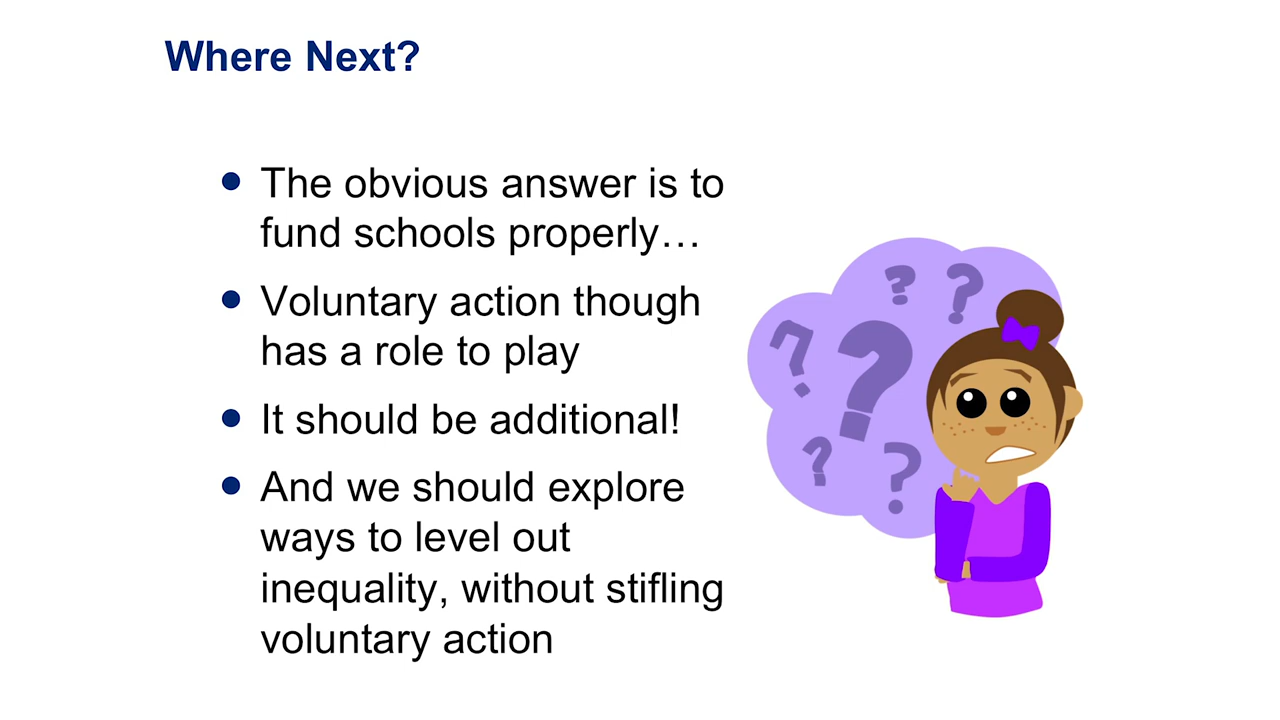 Where Next?
• The obvious answer is to
fund schools properly…
• Voluntary action though
has a role to play
• It should be additional!
• And we should explore
ways to level out
inequality, without stifling
voluntary action
? ?
? ?
? ?